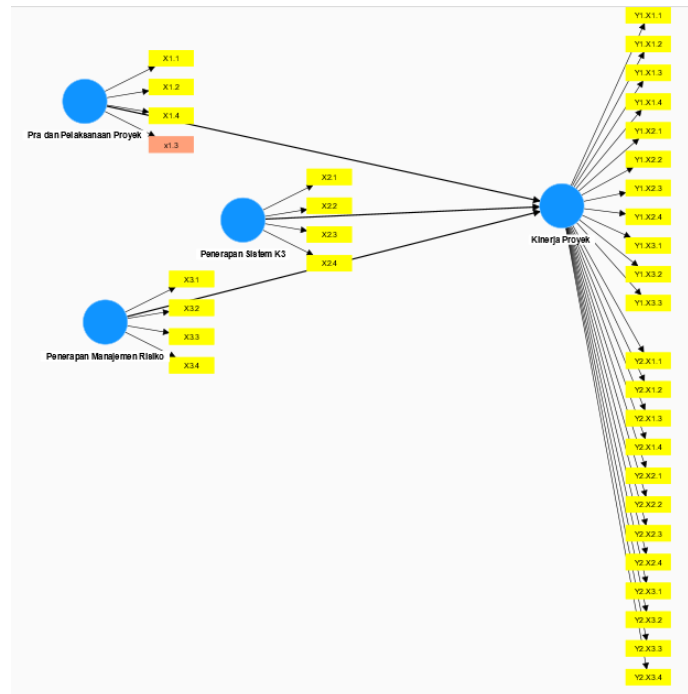 X1.1
X1.2
X1.4
x1.3
Pra dan Pelaksanaan Proyek
X2.1
X2.2
X2.3
X2.4
Penerapan Sistem K3
X3.1
X3.2
X3.3
X3.4
Penerapan Manajemen Risiko
Kinerja Proyek
Y1.X1.1
Y1.X1.2
Y1.X1.3
Y1.X1.4
Y1.X2.1
Y1.X2.2
Y1.X2.3
Y1.X2.4
Y1.X3.1
Y1.X3.2
Y1.X3.3
Y2.X1.1
Y2.X1.2
Y2.X1.3
Y2.X1.4
Y2.X2.1
Y2.X2.2
Y2.X2.3
Y2.X2.4
Y2.X3.1
Y2.X3.2
Y2.X3.3
Y2.X3.4